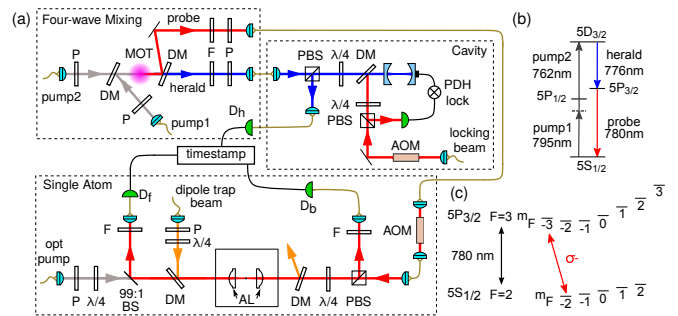 (a)
Four-wave Mixing
probe
P
MOT
DM
F
P
DM
herald
pump2
P
pump1
Cavity
PBS
λ/4
DM
λ/4
PBS
PDH
lock
AOM
locking
beam
Dh
timestamp
Single Atom
Df
dipole trap
beam
Db
F
P
λ/4
F
AOM
opt
pump
P
λ/4
99:1
BS
DM
AL
DM
λ/4
PBS
(b)
5D3/2
pump2
762nm
herald
776nm
5P3/2
5P1/2
pump1
795nm
probe
780nm
5S1/2
(c)
5P3/2 F=3
mF -3 -2 -1 0 1 2 3
780 nm
σ-
5S1/2 F=2
mF -2 -1 0 1 2